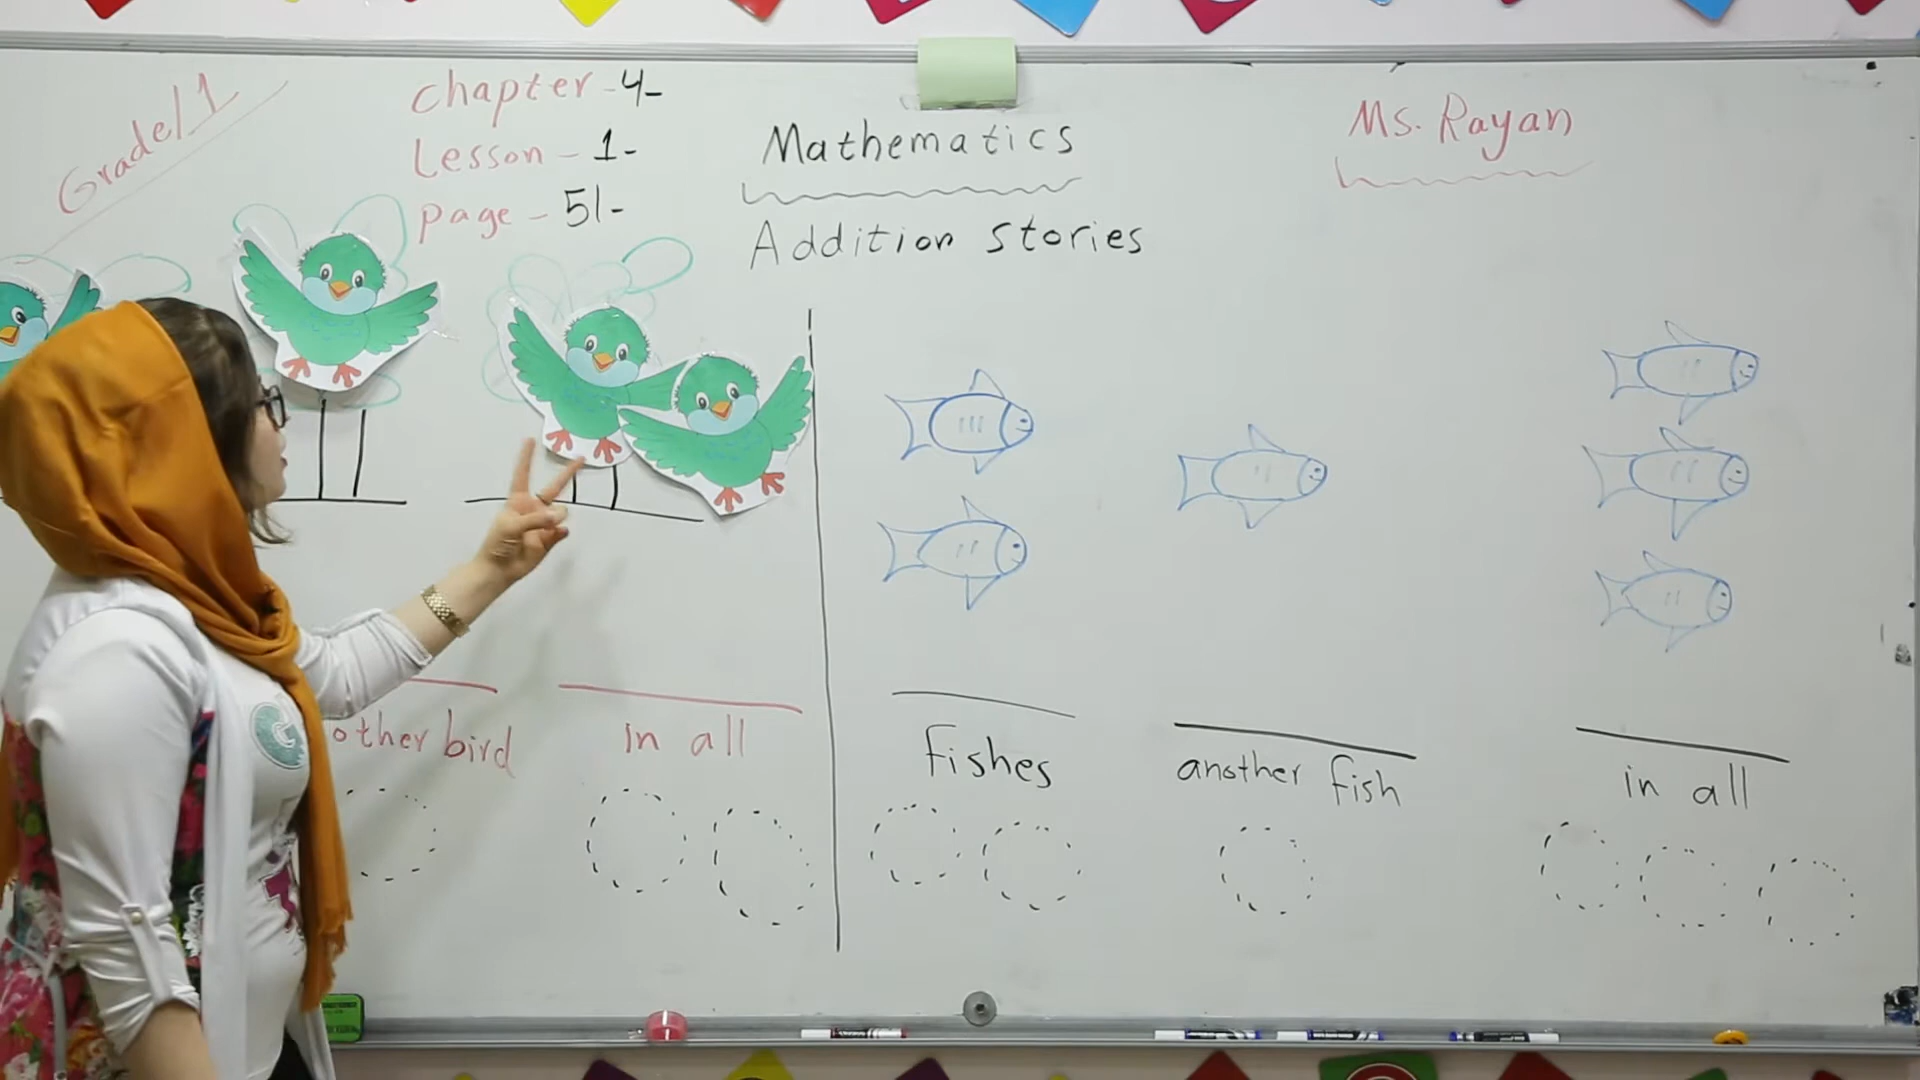 Grade/1
Chapter -4-
Lesson - 1-
page - 51-
Mathematics
Addition stories
Ms. Rayan
other bird
in all
fishes
another fish
in all